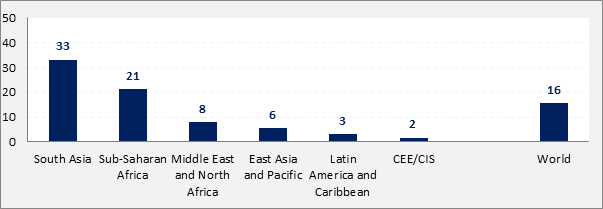 50
40
30
20
10
0
33
21
8
6
3
2
16
South Asia
Sub-Saharan
Africa
Middle East
and North
Africa
East Asia
and Pacific
Latin
America and
Caribbean
CEE/CIS
World